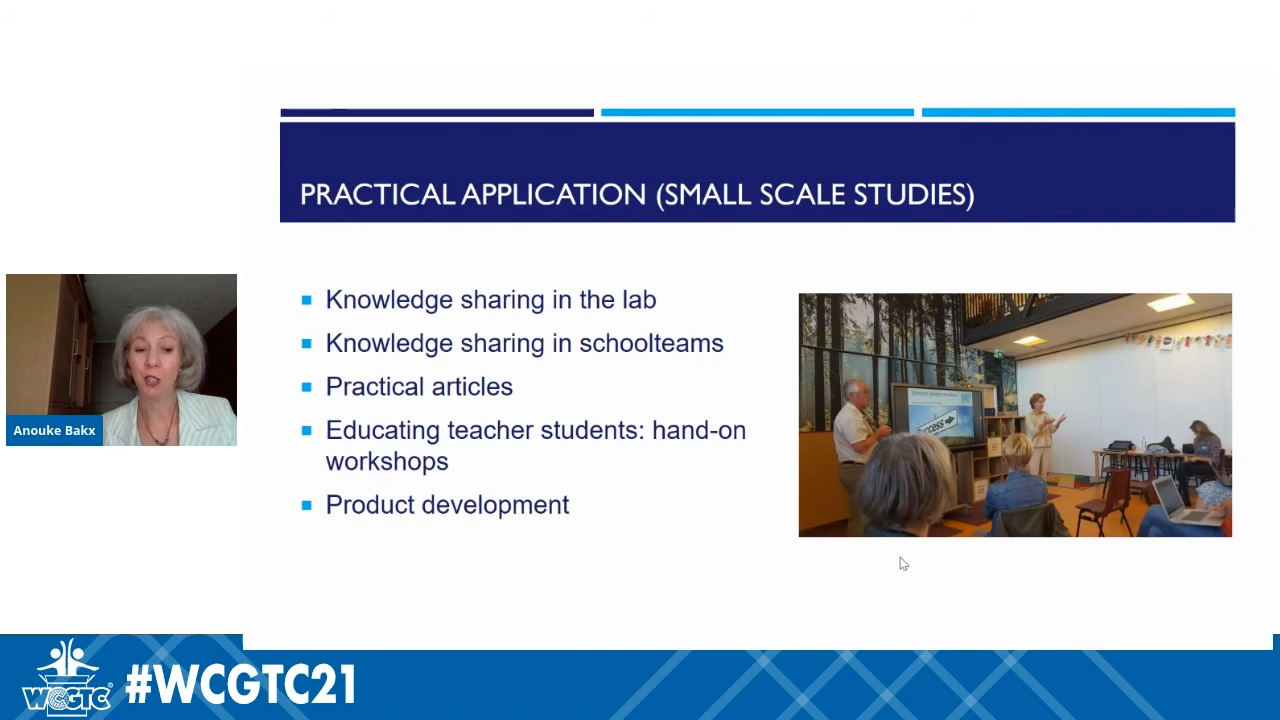 PRACTICAL APPLICATION (SMALL SCALE STUDIES)
Knowledge sharing in the lab
Knowledge sharing in schoolteams
Practical articles
Educating teacher students: hand-on
workshops
Product development
Anouke Bakx
WCGTC
#WCGTC21